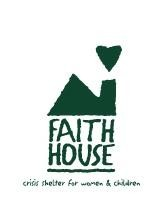 FAITH
HOUSE
crisis shelter for women & children